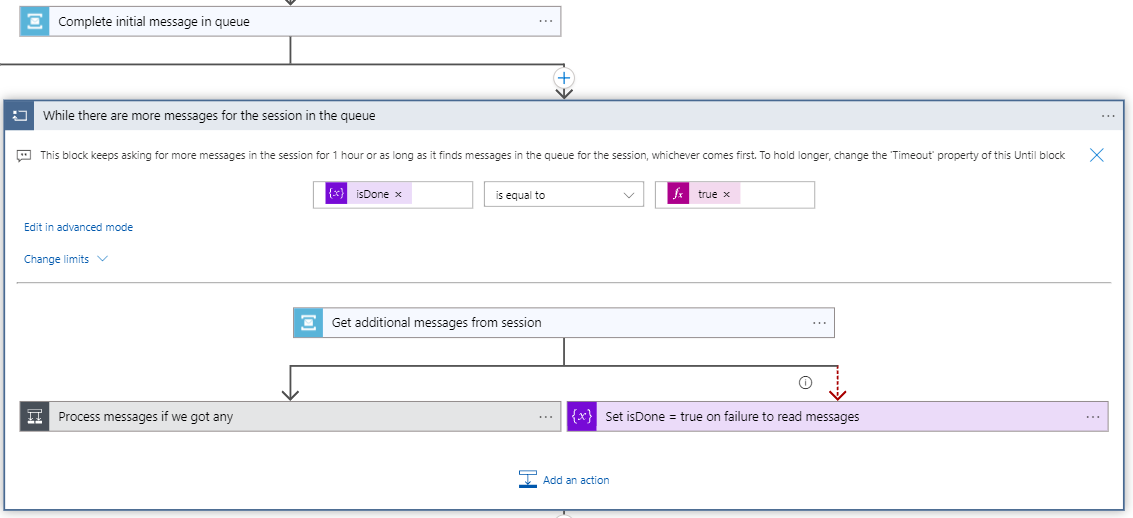 Complete initial message in queue
While there are more messages for the session in the queue
This block keeps asking for more messages in the session for 1 hour or as long as it finds messages in the queue for the session, whichever comes first. To hold longer, change the 'Timeout' property of this Until block
{x} isDone × is equal to fx true ×
Edit in advanced mode
Change limits
Get additional messages from session
Process messages if we got any
{x} Set isDone = true on failure to read messages
Add an action